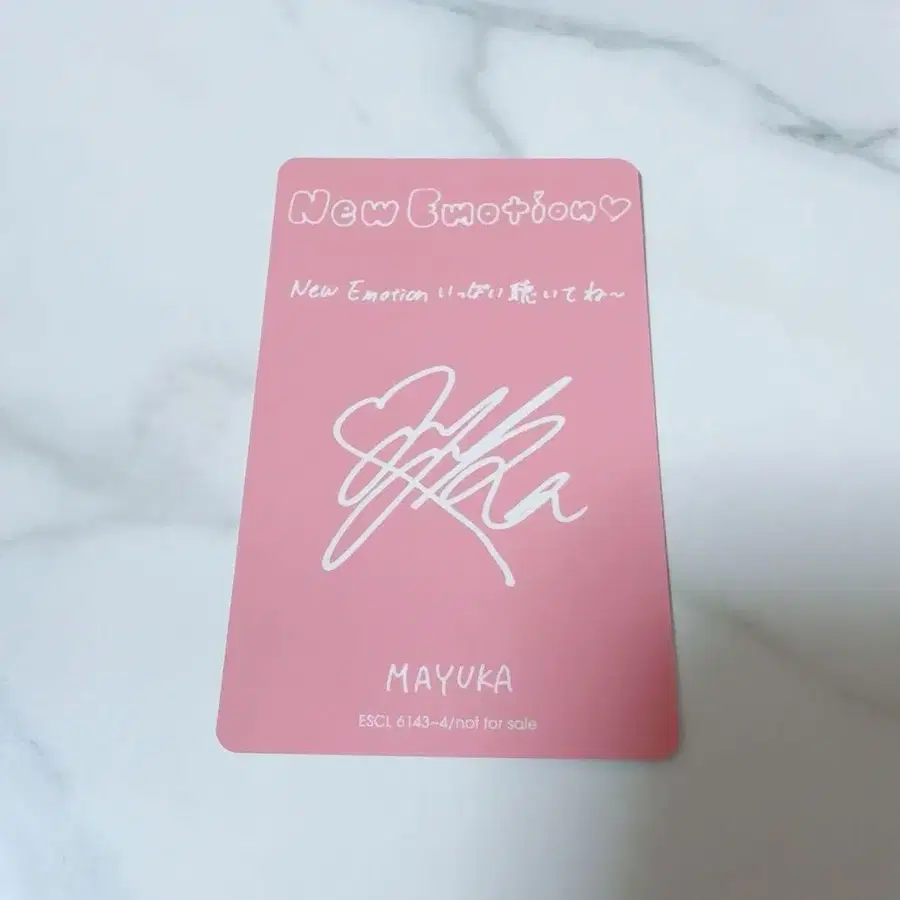 New Emotion♡
New Emotion いっぱい聴いてね~
MAYUKA
ESCL 6143~4/not for sale